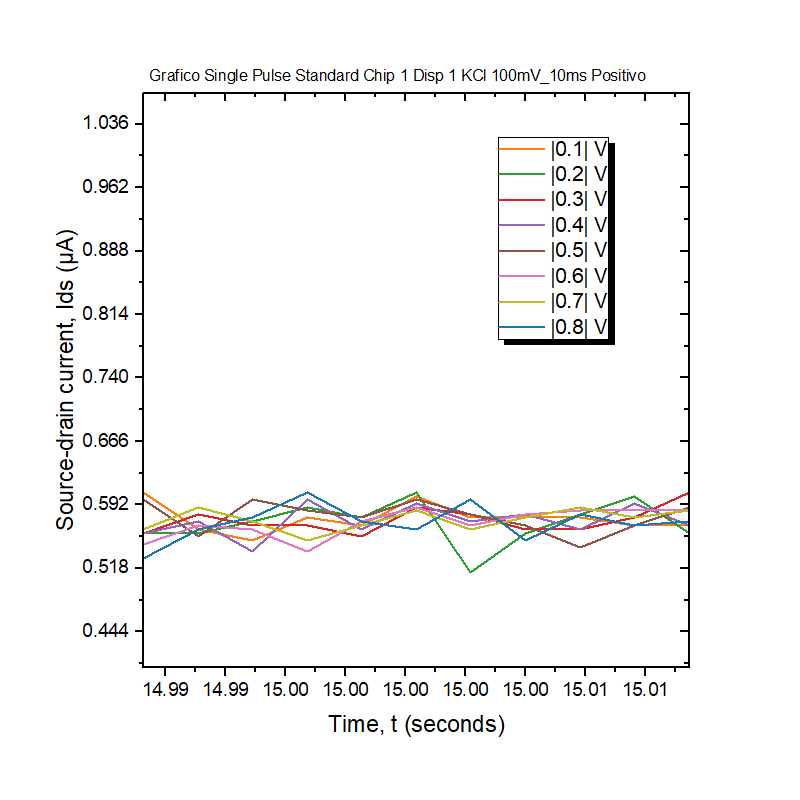 Grafico Single Pulse Standard Chip 1 Disp 1 KCl 100mV_10ms Positivo
1.036
0.962
0.888
0.814
0.740
0.666
0.592
0.518
0.444
Source-drain current, Ids (μA)
|0.1| V
|0.2| V
|0.3| V
|0.4| V
|0.5| V
|0.6| V
|0.7| V
|0.8| V
14.99 14.99 15.00 15.00 15.00 15.00 15.00 15.01 15.01
Time, t (seconds)